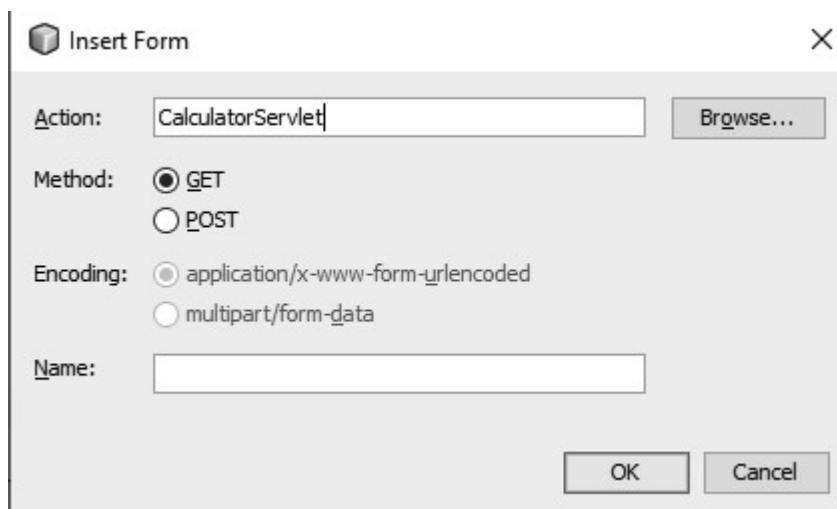 Insert Form
Action: CalculatorServlet Browse...
Method: GET
POST
Encoding: application/x-www-form-urlencoded
multipart/form-data
Name:
OK Cancel